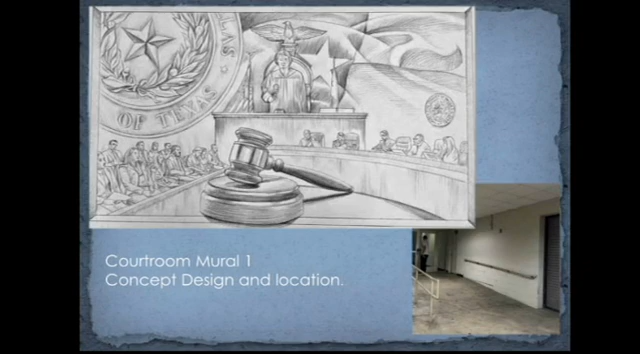 OF TEXAS
Courtroom Mural 1
Concept Design and location.